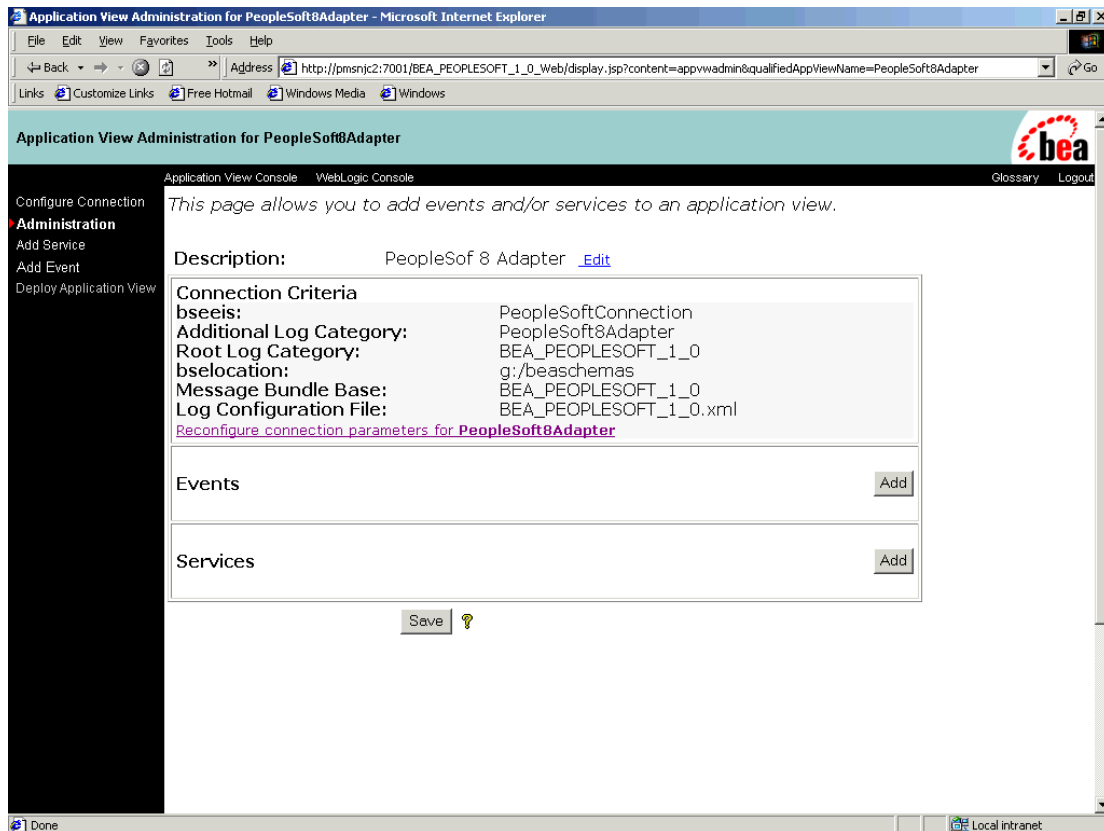 Application View Administration for PeopleSoft8Adapter - Microsoft Internet Explorer
File Edit View Favorites Tools Help
Back » Address http://pmsnjc2:7001/BEA_PEOPLESOFT_1_0_Web/display.jsp?content=appvwadmin&qualifiedAppViewName=PeopleSoft8Adapter Go
Links Customize Links Free Hotmail Windows Media Windows
Application View Administration for PeopleSoft8Adapter
bea
Application View Console WebLogic Console Glossary Logout
Configure Connection
Administration
Add Service
Add Event
Deploy Application View
This page allows you to add events and/or services to an application view.
Description: PeopleSof 8 Adapter Edit
Connection Criteria
bseeis: PeopleSoftConnection
Additional Log Category: PeopleSoft8Adapter
Root Log Category: BEA_PEOPLESOFT_1_0
bselocation: g:/beaschemas
Message Bundle Base: BEA_PEOPLESOFT_1_0
Log Configuration File: BEA_PEOPLESOFT_1_0.xml
Reconfigure connection parameters for PeopleSoft8Adapter
Events Add
Services Add
Save ?
Done Local intranet